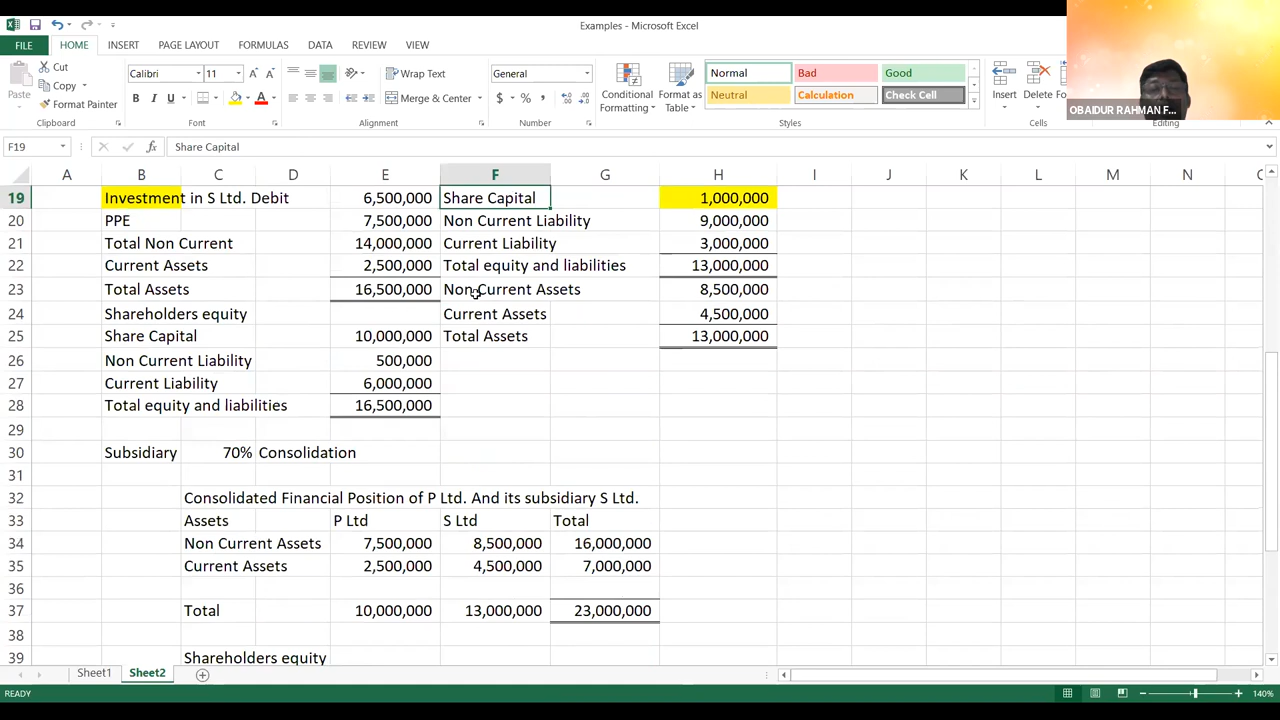 Examples - Microsoft Excel
FILE HOME INSERT PAGE LAYOUT FORMULAS DATA REVIEW VIEW
Paste
Cut
Copy
Format Painter
Clipboard
Calibri 11
B I U
Font
Wrap Text
Merge & Center
Alignment
General
$ % ,
Number
Conditional Formatting
Format as Table
Normal Bad Good
Neutral Calculation Check Cell
Styles
Insert Delete
Cells
Editing
OBAIDUR RAHMAN F...
F19 fx Share Capital
A B C D E F G H I J K L M N
19 Investment in S Ltd. Debit 6,500,000 Share Capital 1,000,000
20 PPE 7,500,000 Non Current Liability 9,000,000
21 Total Non Current 14,000,000 Current Liability 3,000,000
22 Current Assets 2,500,000 Total equity and liabilities 13,000,000
23 Total Assets 16,500,000 Non Current Assets 8,500,000
24 Shareholders equity Current Assets 4,500,000
25 Share Capital 10,000,000 Total Assets 13,000,000
26 Non Current Liability 500,000
27 Current Liability 6,000,000
28 Total equity and liabilities 16,500,000
29
30 Subsidiary 70% Consolidation
31
32 Consolidated Financial Position of P Ltd. And its subsidiary S Ltd.
33 Assets P Ltd S Ltd Total
34 Non Current Assets 7,500,000 8,500,000 16,000,000
35 Current Assets 2,500,000 4,500,000 7,000,000
36
37 Total 10,000,000 13,000,000 23,000,000
38
39 Shareholders equity
Sheet1 Sheet2
READY 140%